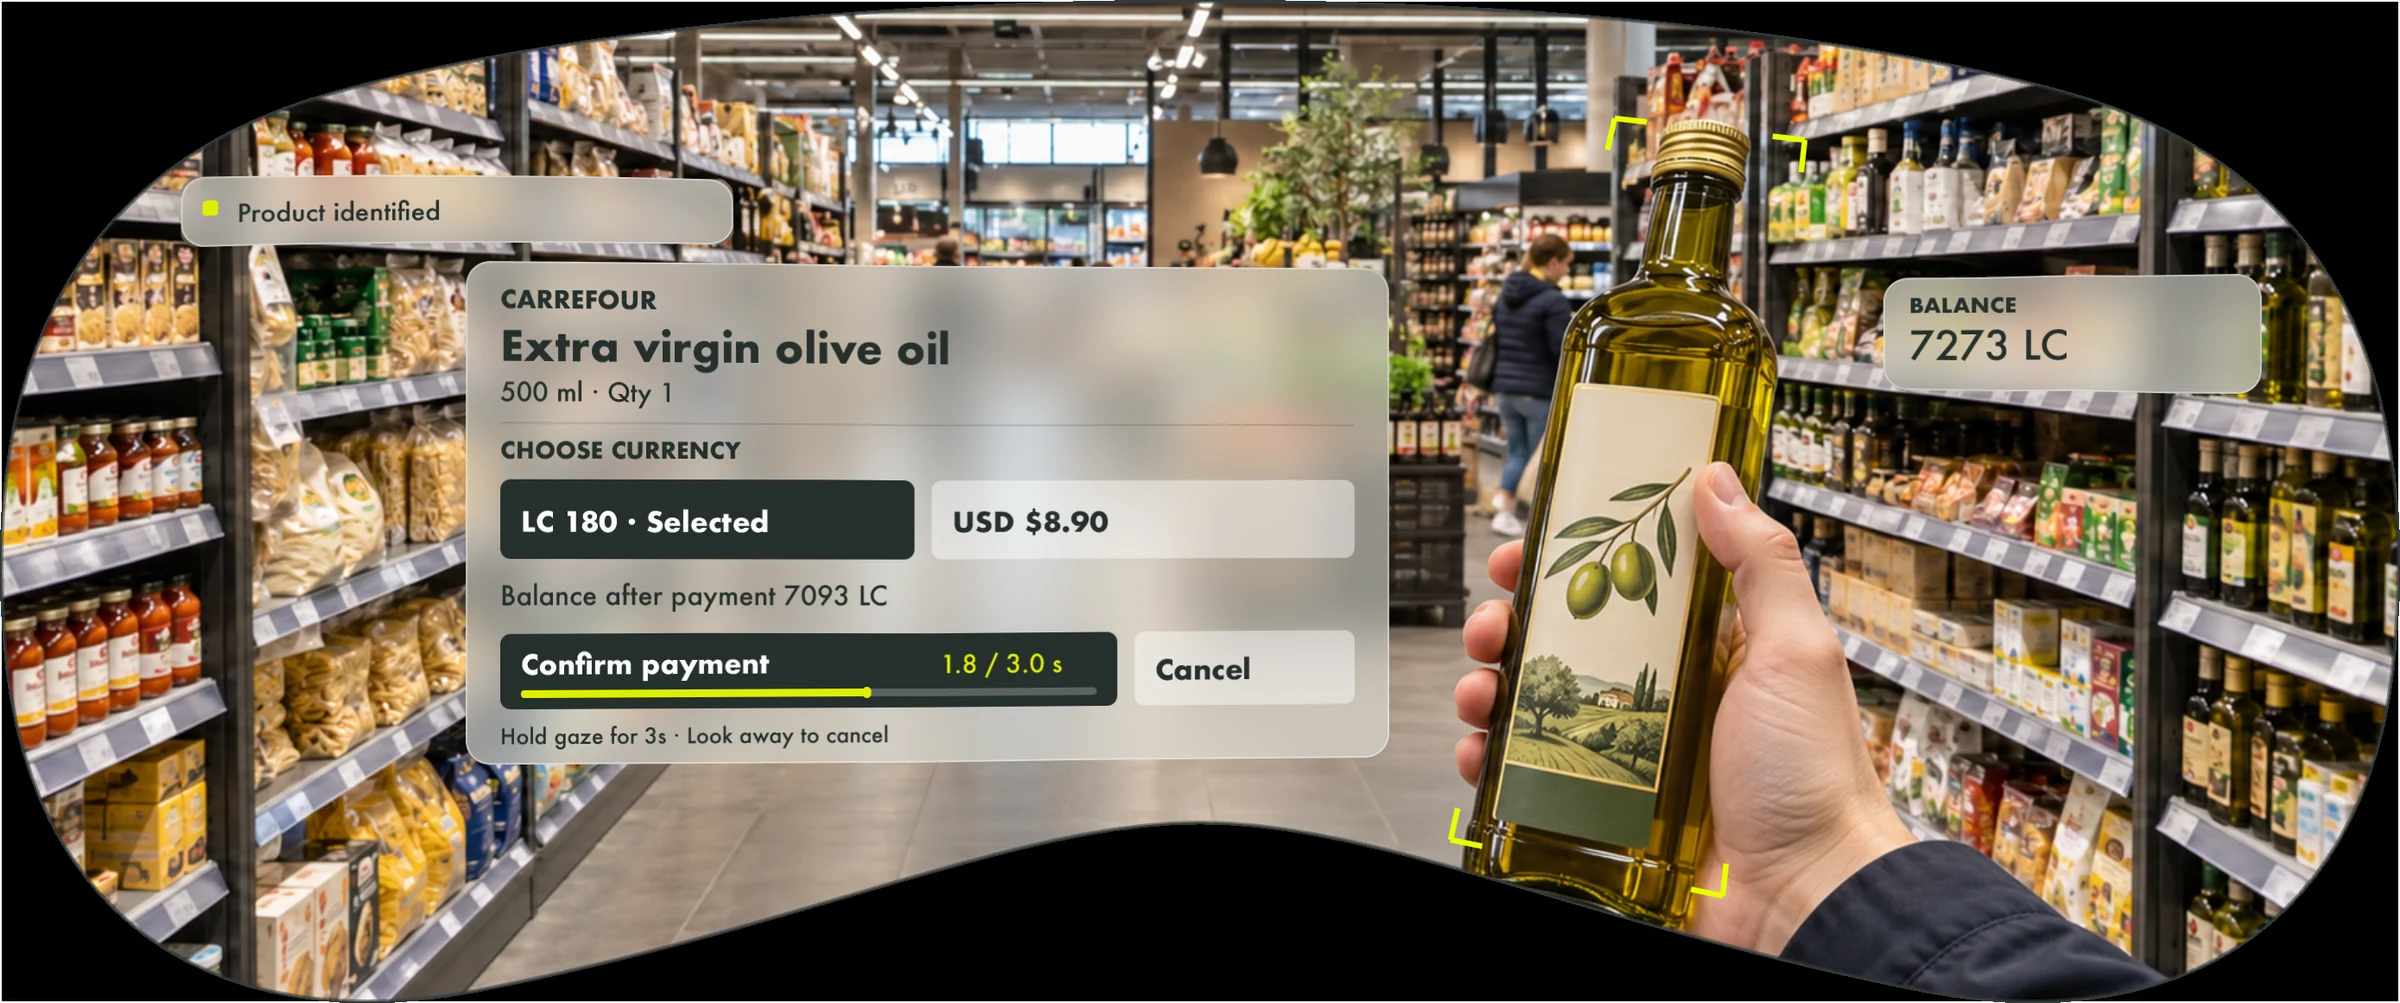 Product identified
CARREFOUR
Extra virgin olive oil
500 ml · Qty 1
CHOOSE CURRENCY
LC 180 · Selected
USD $8.90
Balance after payment 7093 LC
Confirm payment
1.8 / 3.0 s
Cancel
Hold gaze for 3s · Look away to cancel
BALANCE
7273 LC